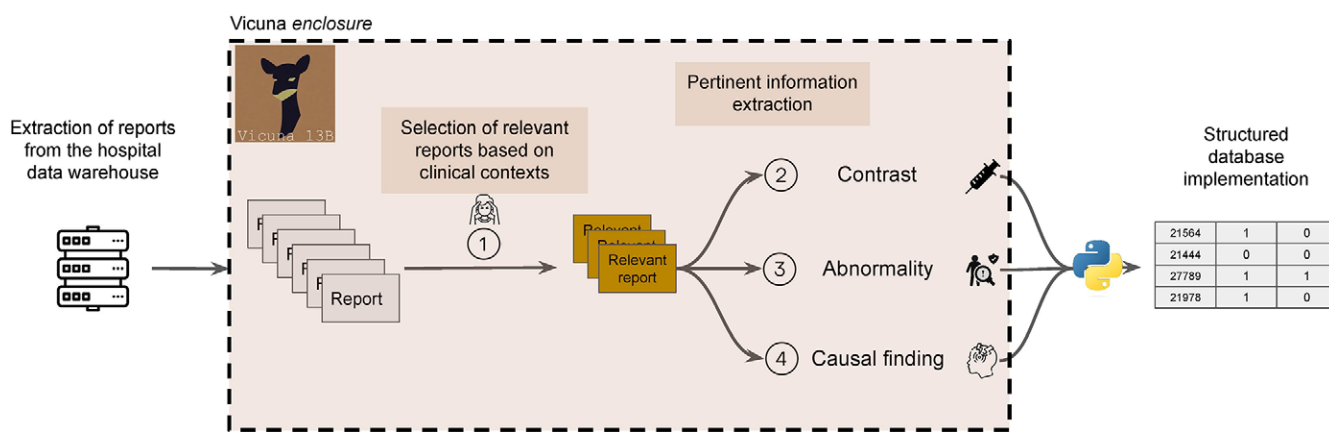 Vicuna enclosure
Vicuna 13B
Extraction of reports
from the hospital
data warehouse
Selection of relevant
reports based on
clinical contexts
1
Report
Relevant
Relevant
Relevant
report
Pertinent information
extraction
2 Contrast
3 Abnormality
4 Causal finding
Structured
database
implementation
21564 1 0
21444 0 0
27789 1 1
21978 1 0